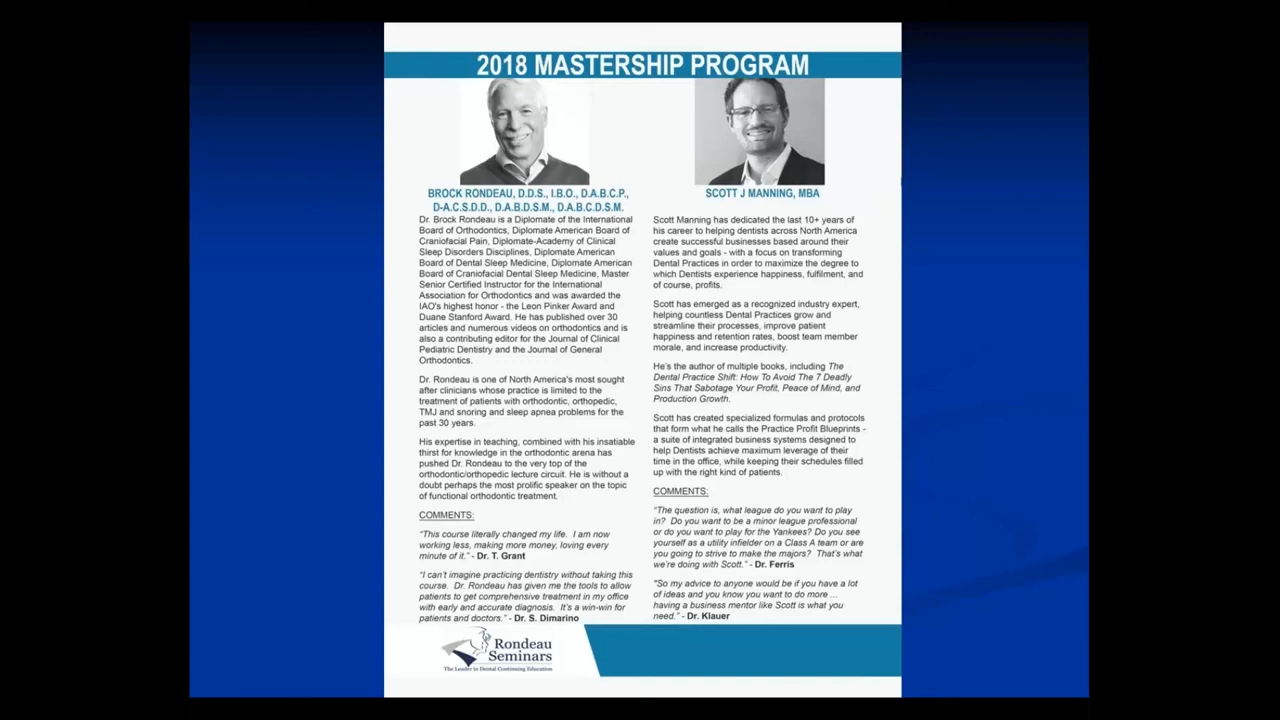 2018 MASTERSHIP PROGRAM
BROCK RONDEAU, D.D.S., I.B.O., D.A.B.C.P.,
D-A.C.S.D.D., D.A.B.D.S.M., D.A.B.C.D.S.M.
Dr. Brock Rondeau is a Diplomate of the International
Board of Orthodontics, Diplomate American Board of
Craniofacial Pain, Diplomate-Academy of Clinical
Sleep Disorders Disciplines, Diplomate American
Board of Dental Sleep Medicine, Diplomate American
Board of Craniofacial Dental Sleep Medicine, Master
Senior Certified Instructor for the International
Association for Orthodontics and was awarded the
IAO's highest honor - the Leon Pinker Award and
Duane Stanford Award. He has published over 30
articles and numerous videos on orthodontics and is
also a contributing editor for the Journal of Clinical
Pediatric Dentistry and the Journal of General
Orthodontics.
Dr. Rondeau is one of North America's most sought
after clinicians whose practice is limited to the
treatment of patients with orthodontic, orthopedic,
TMJ and snoring and sleep apnea problems for the
past 30 years.
His expertise in teaching, combined with his insatiable
thirst for knowledge in the orthodontic arena has
pushed Dr. Rondeau to the very top of the
orthodontic/orthopedic lecture circuit. He is without a
doubt perhaps the most prolific speaker on the topic
of functional orthodontic treatment.
COMMENTS:
"This course literally changed my life. I am now
working less, making more money, loving every
minute of it." - Dr. T. Grant
"I can't imagine practicing dentistry without taking this
course. Dr. Rondeau has given me the tools to allow
patients to get comprehensive treatment in my office
with early and accurate diagnosis. It's a win-win for
patients and doctors." - Dr. S. Dimarino
SCOTT J MANNING, MBA
Scott Manning has dedicated the last 10+ years of
his career to helping dentists across North America
create successful businesses based around their
values and goals - with a focus on transforming
Dental Practices in order to maximize the degree to
which Dentists experience happiness, fulfilment, and
of course, profits.
Scott has emerged as a recognized industry expert,
helping countless Dental Practices grow and
streamline their processes, improve patient
happiness and retention rates, boost team member
morale, and increase productivity.
He's the author of multiple books, including The
Dental Practice Shift: How To Avoid The 7 Deadly
Sins That Sabotage Your Profit, Peace of Mind, and
Production Growth.
Scott has created specialized formulas and protocols
that form what he calls the Practice Profit Blueprints -
a suite of integrated business systems designed to
help Dentists achieve maximum leverage of their
time in the office, while keeping their schedules filled
up with the right kind of patients.
COMMENTS:
"The question is, what league do you want to play
in? Do you want to be a minor league professional
or do you want to play for the Yankees? Do you see
yourself as a utility infielder on a Class A team or are
you going to strive to make the majors? That's what
we're doing with Scott." - Dr. Ferris
"So my advice to anyone would be if you have a lot
of ideas and you know you want to do more ...
having a business mentor like Scott is what you
need." - Dr. Klauer
Rondeau
Seminars
The Leader in Dental Continuing Education